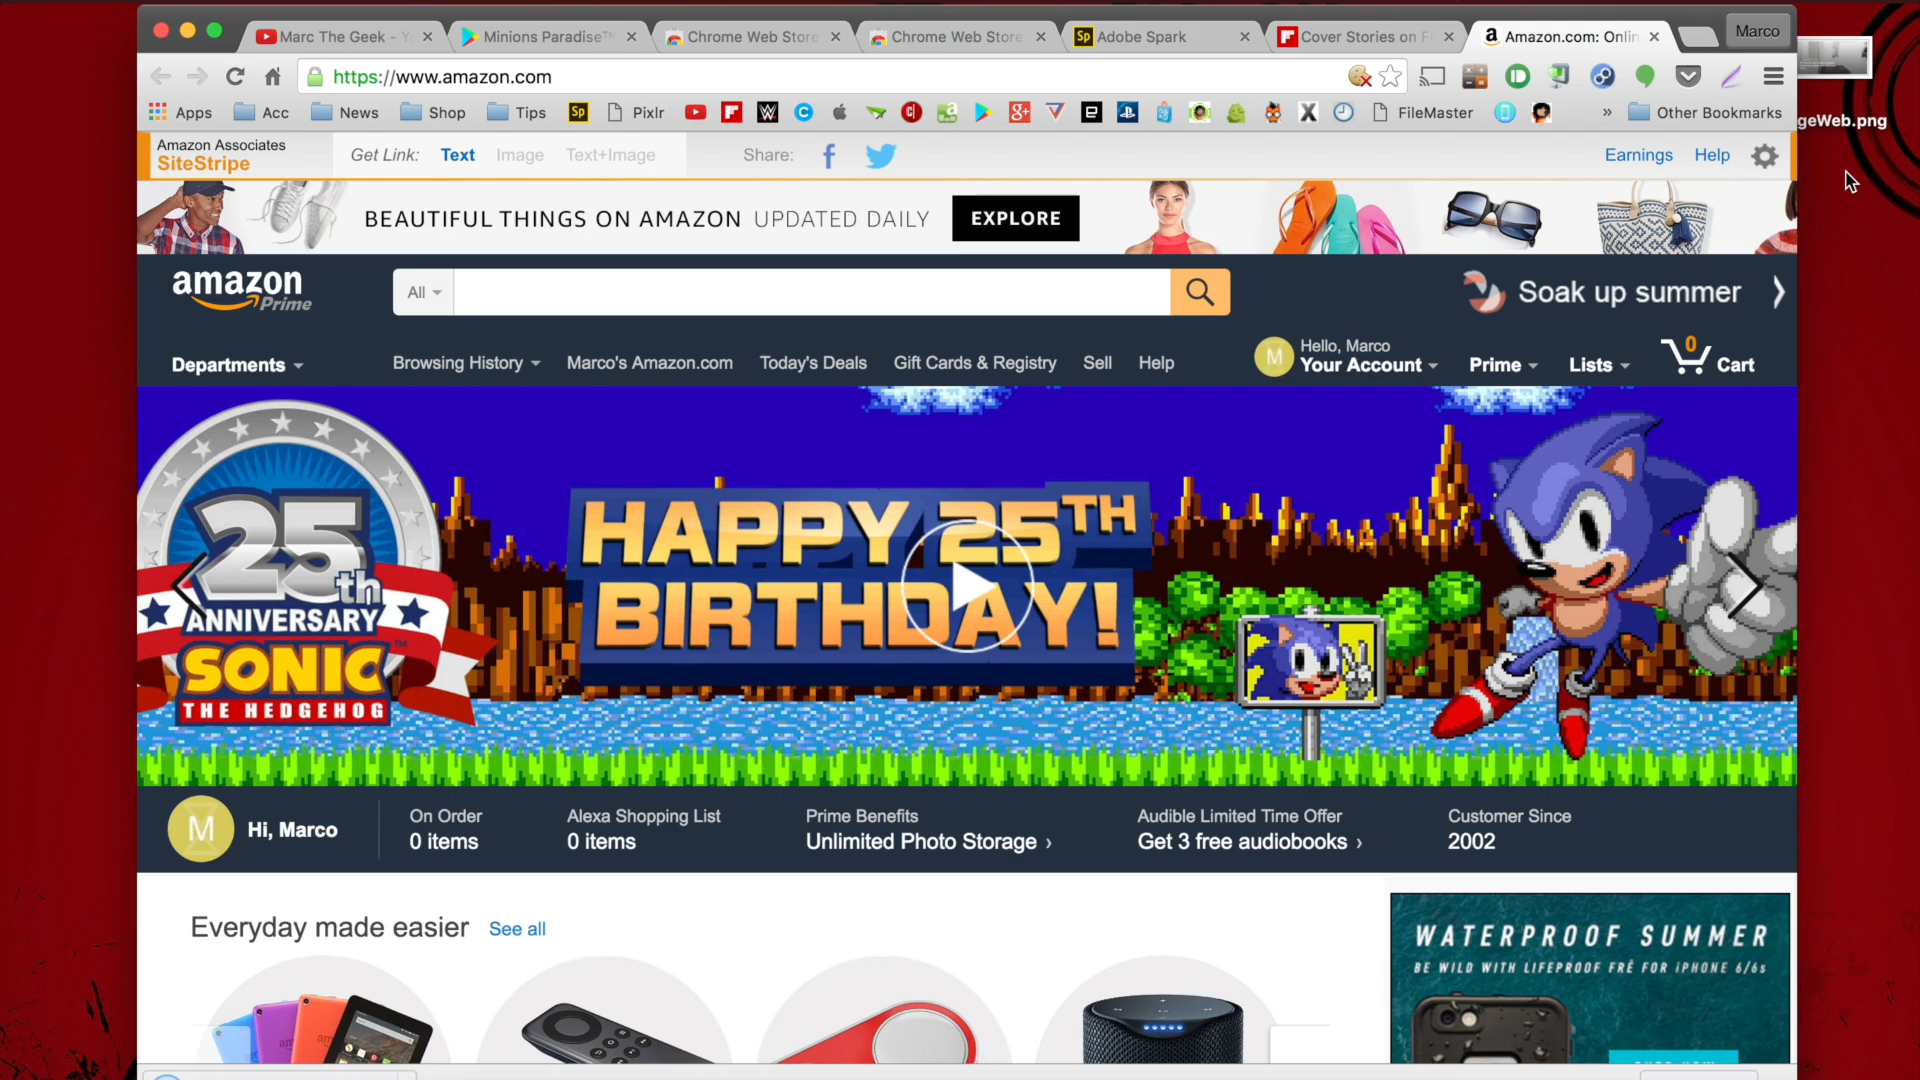 Marc The Geek - Y
Minions Paradise™
Chrome Web Store
Chrome Web Store
Adobe Spark
Cover Stories on F
Amazon.com: Onlin
Marco
https://www.amazon.com
Apps
Acc
News
Shop
Tips
Pixlr
FileMaster
»
Other Bookmarks
geWeb.png
Amazon Associates
SiteStripe
Get Link:
Text
Image
Text+Image
Share:
Earnings
Help
BEAUTIFUL THINGS ON AMAZON UPDATED DAILY
EXPLORE
amazon
Prime
All
Soak up summer
Departments
Browsing History
Marco's Amazon.com
Today's Deals
Gift Cards & Registry
Sell
Help
M
Hello, Marco
Your Account
Prime
Lists
0
Cart
25th
ANNIVERSARY
SONIC™
THE HEDGEHOG
HAPPY 25TH
BIRTHDAY!
M
Hi, Marco
On Order
0 items
Alexa Shopping List
0 items
Prime Benefits
Unlimited Photo Storage ›
Audible Limited Time Offer
Get 3 free audiobooks ›
Customer Since
2002
Everyday made easier
See all
WATERPROOF SUMMER
BE WILD WITH LIFEPROOF FRĒ FOR iPHONE 6/6s